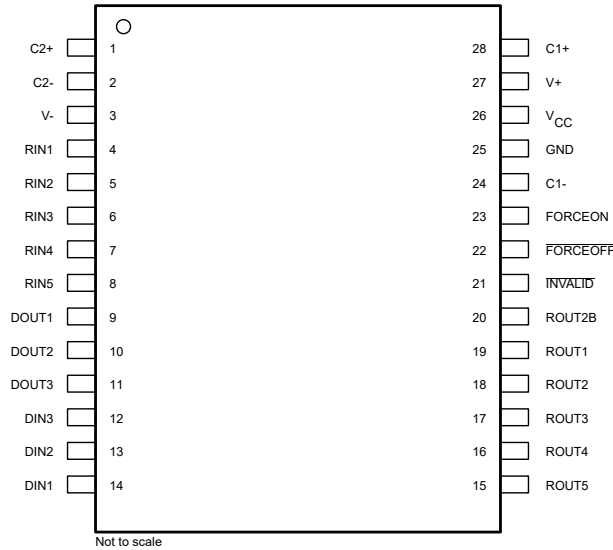 C2+ 1 28 C1+
C2- 2 27 V+
V- 3 26 VCC
RIN1 4 25 GND
RIN2 5 24 C1-
RIN3 6 23 FORCEON
RIN4 7 22 FORCEOFF
RIN5 8 21 INVALID
DOUT1 9 20 ROUT2B
DOUT2 10 19 ROUT1
DOUT3 11 18 ROUT2
DIN3 12 17 ROUT3
DIN2 13 16 ROUT4
DIN1 14 15 ROUT5
Not to scale